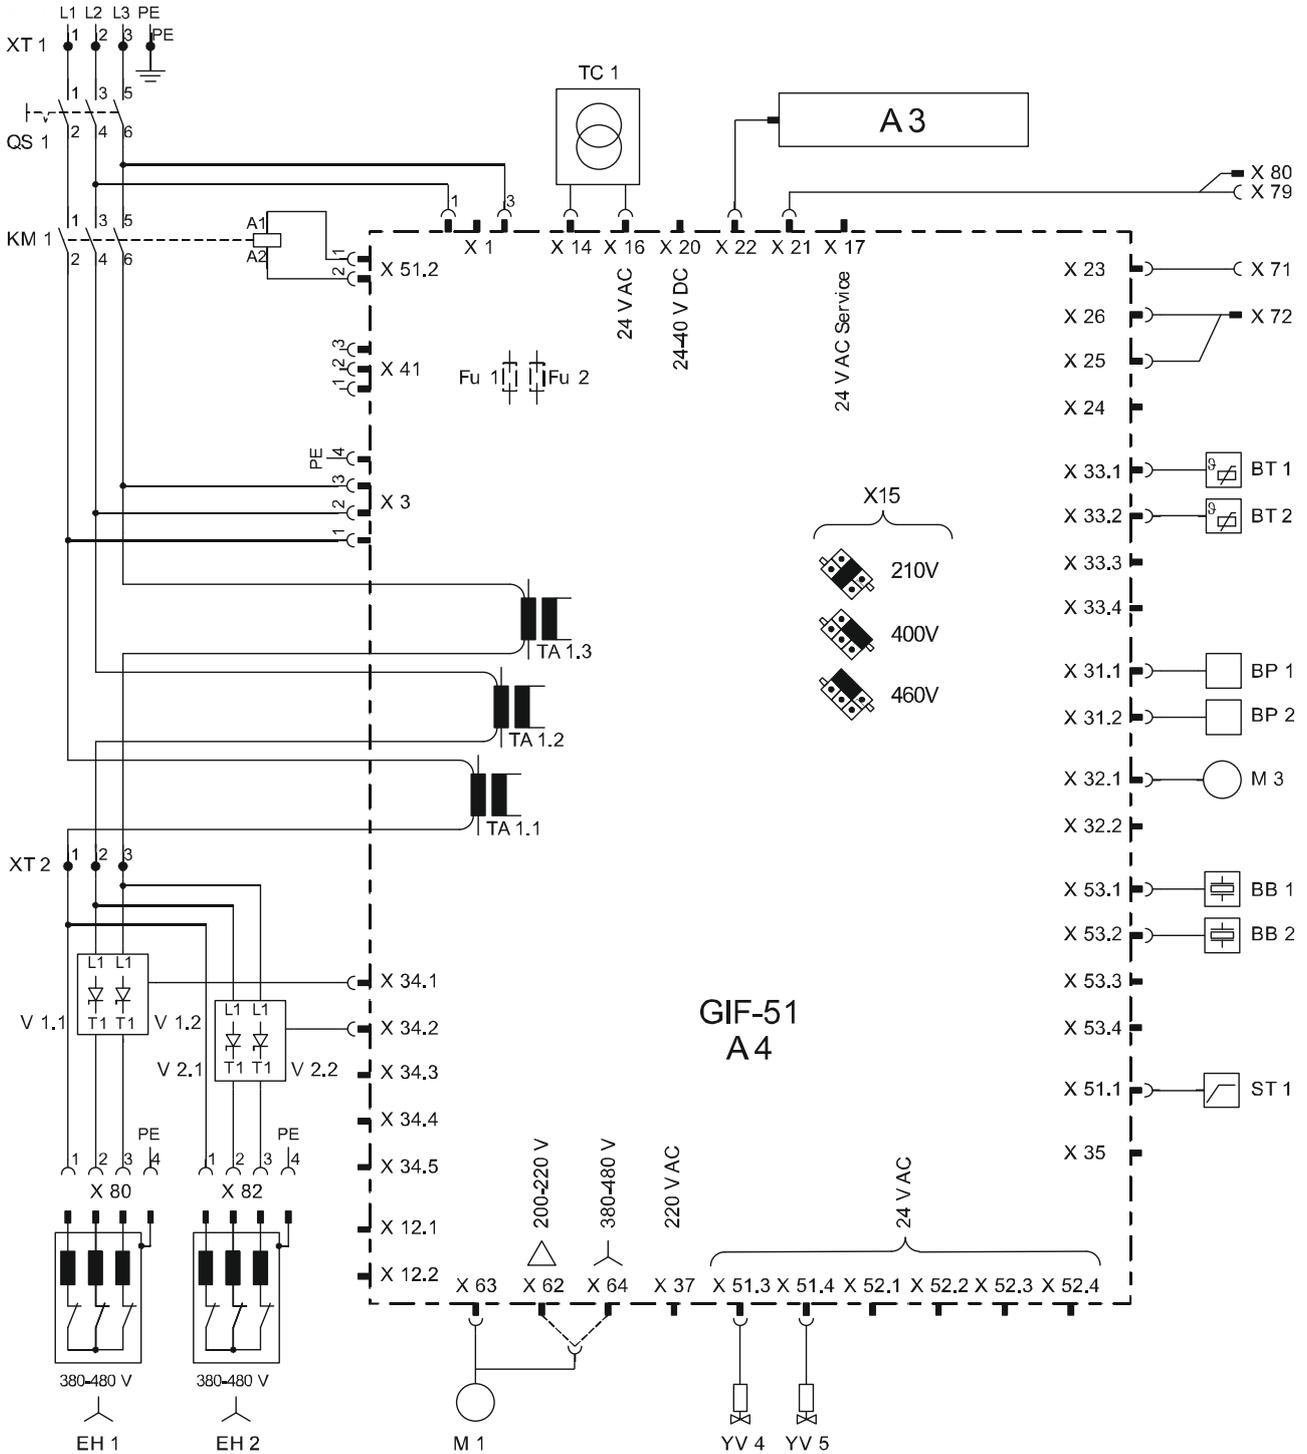 L1 L2 L3 PE
XT 1 1 2 3 PE
1 3 5
QS 1 2 4 6
TC 1
A 3
X 80
X 79
1 3
KM 1 1 3 5 A1
2 4 6 A2
1
2 X 51.2
X 1 X 14 X 16 X 20 X 22 X 21 X 17
24 V AC
24-40 V DC
24 V AC Service
X 23 X 71
X 26 X 72
X 25
X 24
3
2 X 41
1
Fu 1 Fu 2
PE 4
3
X 3
2
1
X 33.1 ϑ BT 1
X 33.2 ϑ BT 2
X 33.3
X 33.4
X15
210V
400V
460V
TA 1.3
TA 1.2
TA 1.1
X 31.1 BP 1
X 31.2 BP 2
X 32.1 M 3
X 32.2
XT 2 1 2 3
X 53.1 BB 1
X 53.2 BB 2
X 53.3
X 53.4
L1 L1
V 1.1 T1 T1 V 1.2
L1 L1
V 2.1 T1 T1 V 2.2
X 34.1
X 34.2
X 34.3
X 34.4
X 34.5
X 12.1
X 12.2
GIF-51
A 4
X 51.1 ST 1
X 35
PE PE
1 2 3 4 1 2 3 4
X 80 X 82
200-220 V
380-480 V
220 V AC
24 V AC
X 63 X 62 X 64 X 37 X 51.3 X 51.4 X 52.1 X 52.2 X 52.3 X 52.4
380-480 V 380-480 V
EH 1 EH 2 M 1 YV 4 YV 5